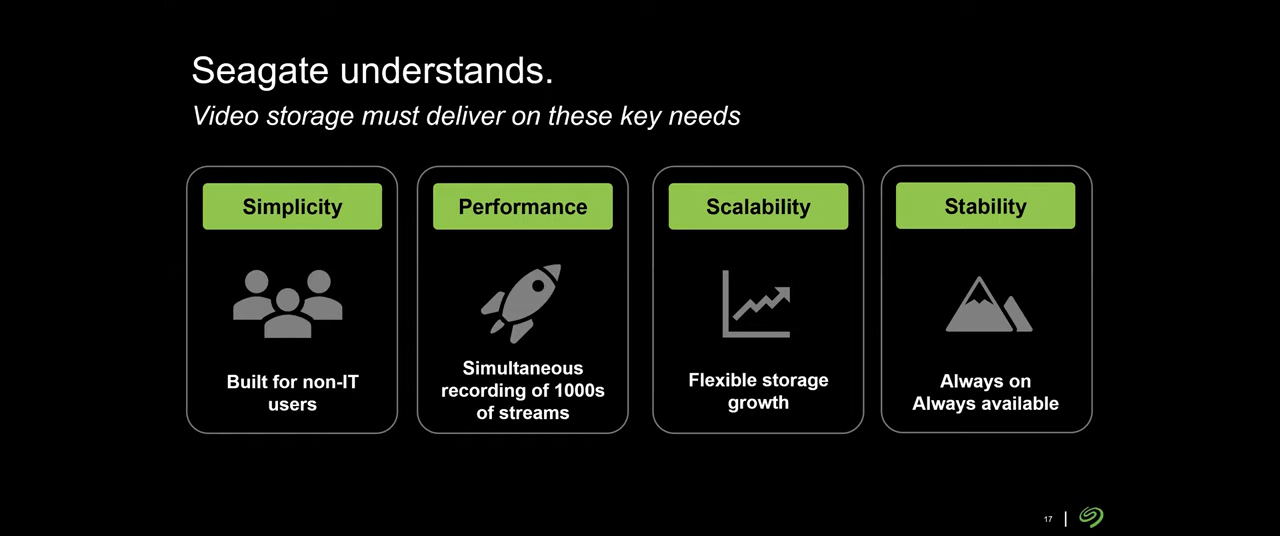 Seagate understands.
Video storage must deliver on these key needs
Simplicity
Built for non-IT
users
Performance
Simultaneous
recording of 1000s
of streams
Scalability
Flexible storage
growth
Stability
Always on
Always available
17